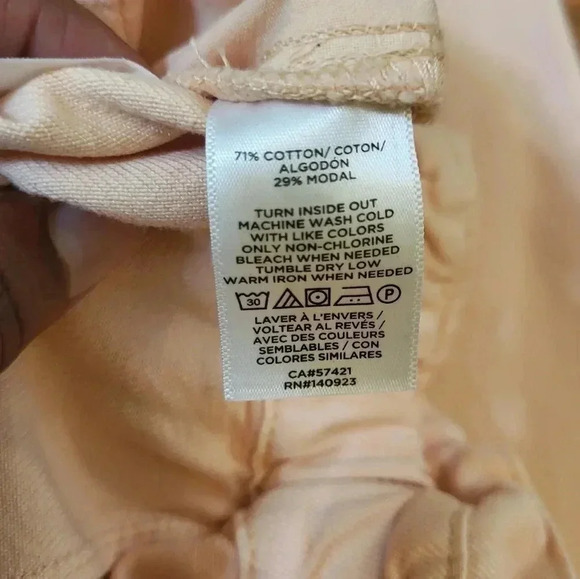 71% COTTON/ COTON/
ALGODÓN
29% MODAL
TURN INSIDE OUT
MACHINE WASH COLD
WITH LIKE COLORS
ONLY NON-CHLORINE
BLEACH WHEN NEEDED
TUMBLE DRY LOW
WARM IRON WHEN NEEDED
30 P
LAVER À L'ENVERS /
VOLTEAR AL REVÉS /
AVEC DES COULEURS
SEMBLABLES / CON
COLORES SIMILARES
CA#57421
RN#140923